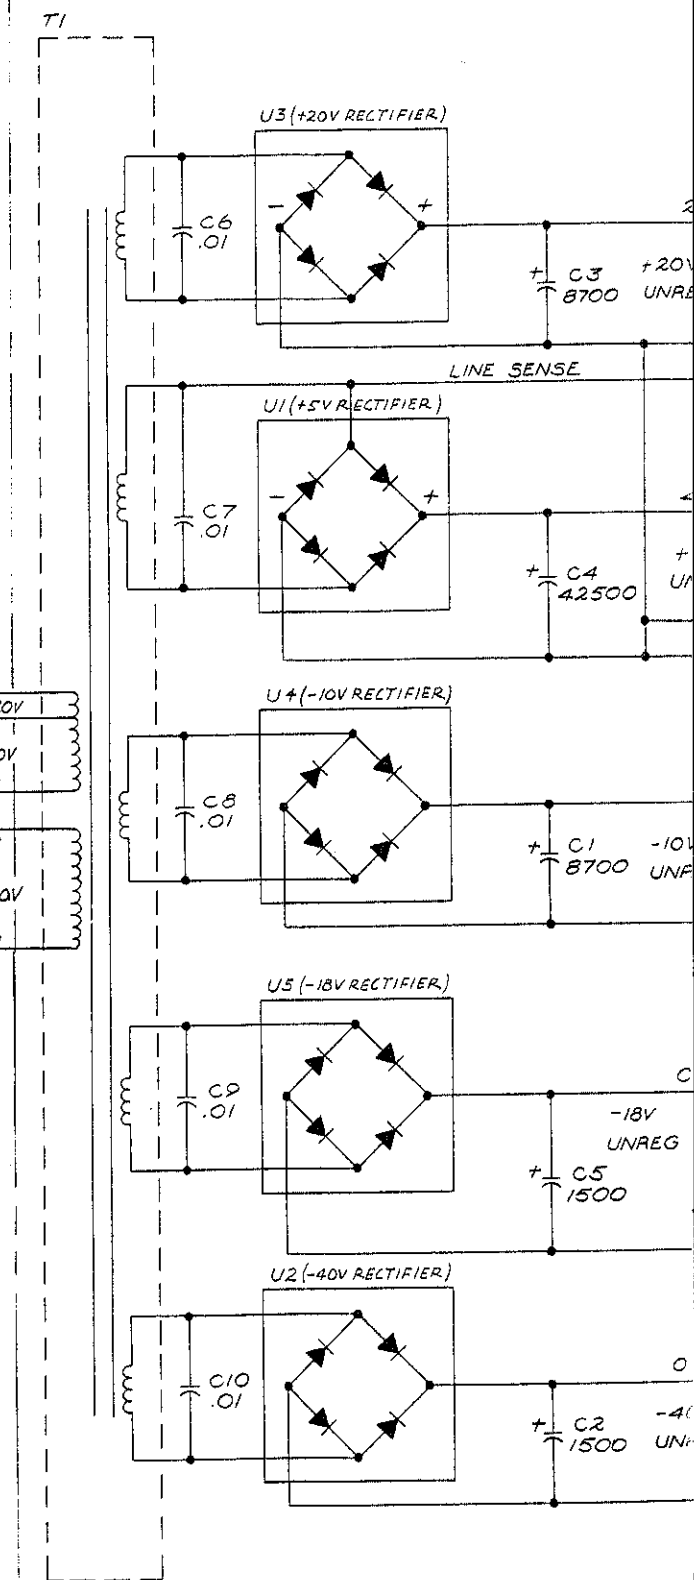 T1
U3 (+20V RECTIFIER)
-
+
C6
.01
+
C3
8700
LINE SENSE
U1 (+5V RECTIFIER)
-
+
C7
.01
+
C4
42500
U4 (-10V RECTIFIER)
C8
.01
+
C1
8700
-10V
U5 (-18V RECTIFIER)
C9
.01
-18V
UNREG
+
C5
1500
U2 (-40V RECTIFIER)
C10
.01
+
C2
1500